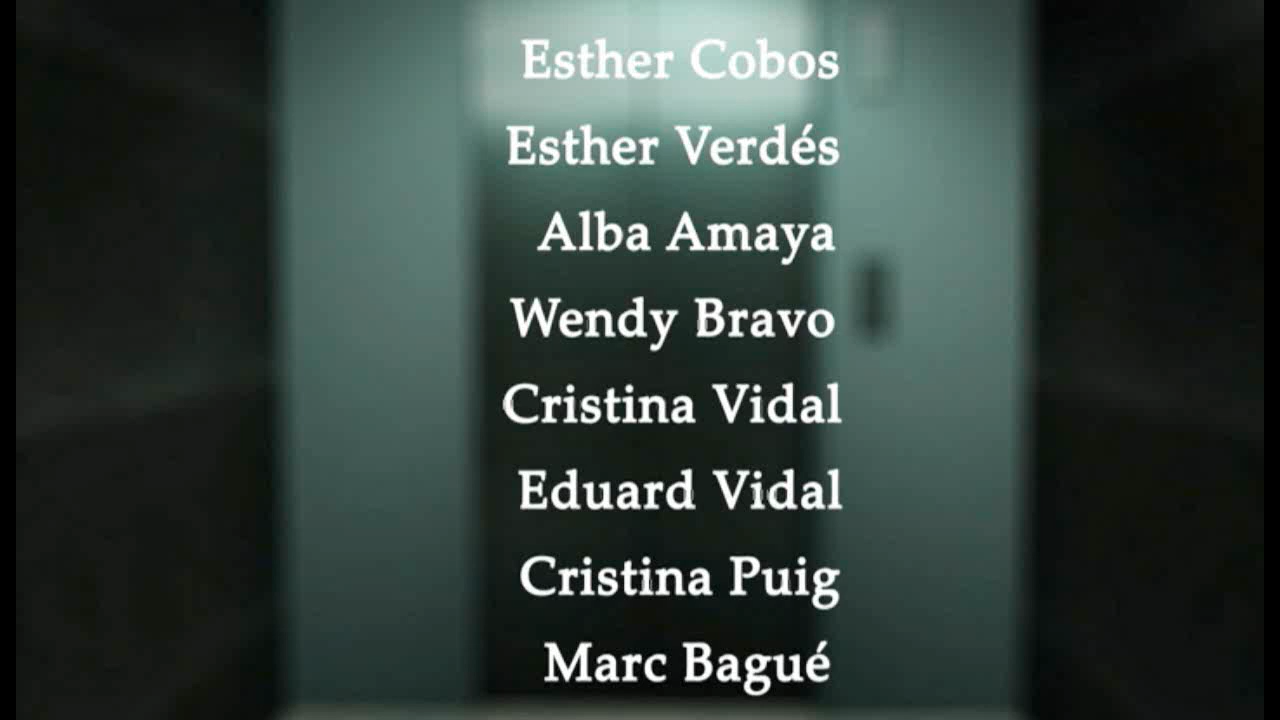 Esther Cobos
Esther Verdés
Alba Amaya
Wendy Bravo
Cristina Vidal
Eduard Vidal
Cristina Puig
Marc Bagué